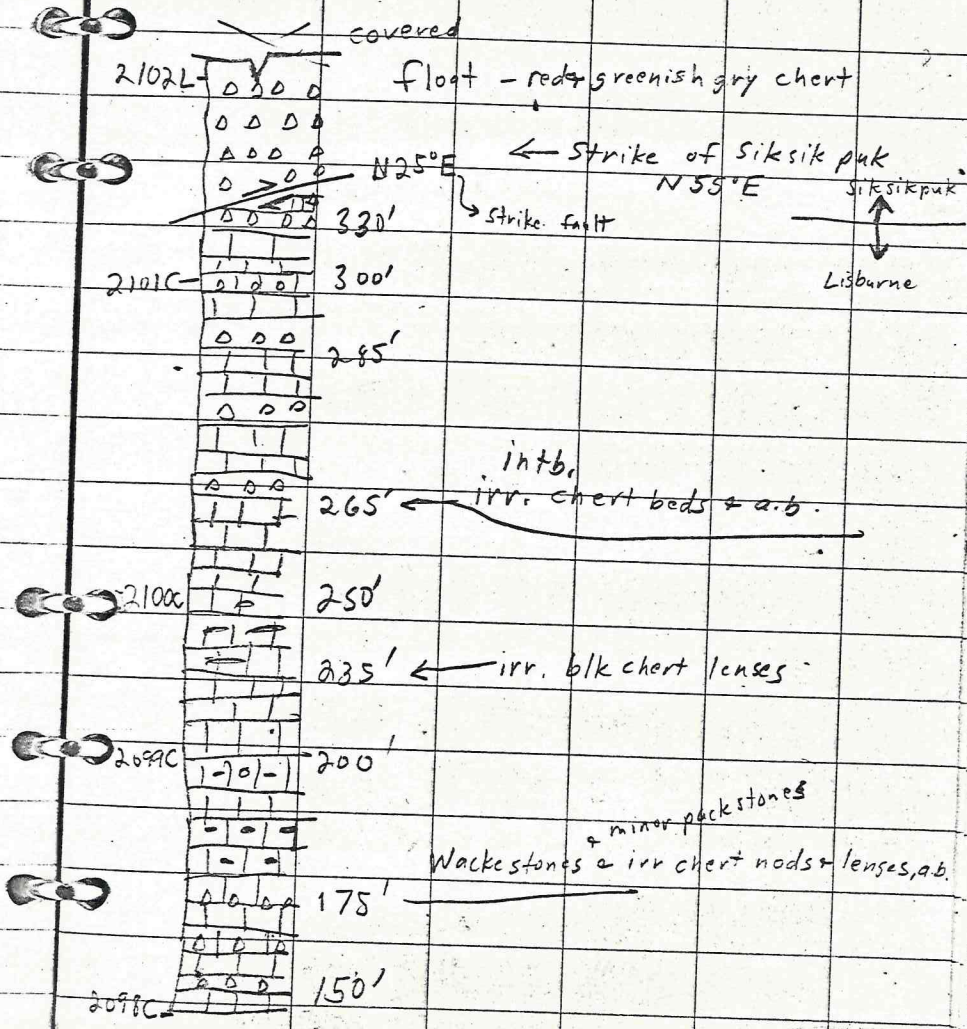 covered
2102L
float - red & greenish gry chert
← Strike of Siksikpuk
N 25°E
N 55°E
Siksikpuk
Strike fault
330'
Lisburne
2101C
300'
285'
intb.
irr. chert beds & a.b.
265'
2100C
250'
235' ← irr. blk chert lenses
2099C
200'
& minor packstones
Wackestones & irr chert nods & lenses, a.b.
175'
150'
2098C